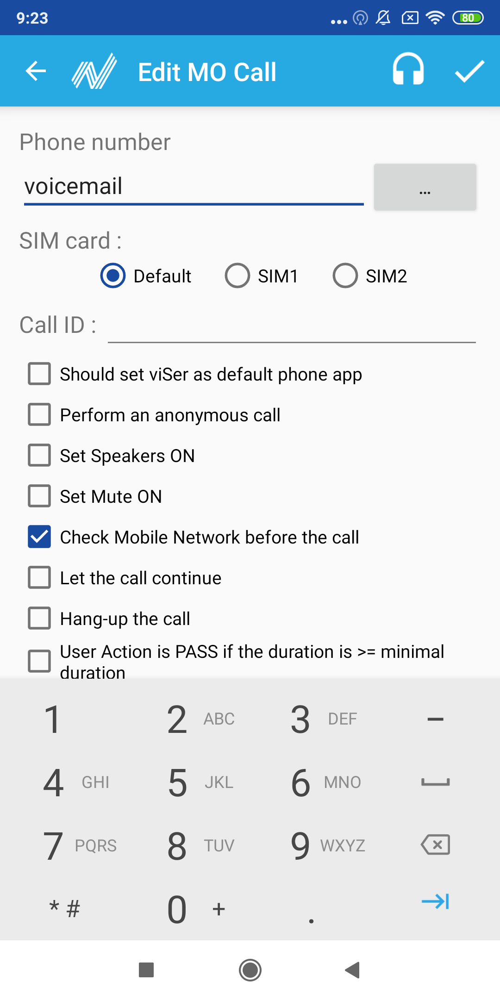 9:23
80
Edit MO Call
Phone number
voicemail
...
SIM card :
Default SIM1 SIM2
Call ID :
Should set viSer as default phone app
Perform an anonymous call
Set Speakers ON
Set Mute ON
Check Mobile Network before the call
Let the call continue
Hang-up the call
User Action is PASS if the duration is >= minimal
duration
1 2 ABC 3 DEF –
4 GHI 5 JKL 6 MNO
7 PQRS 8 TUV 9 WXYZ
* # 0 + .